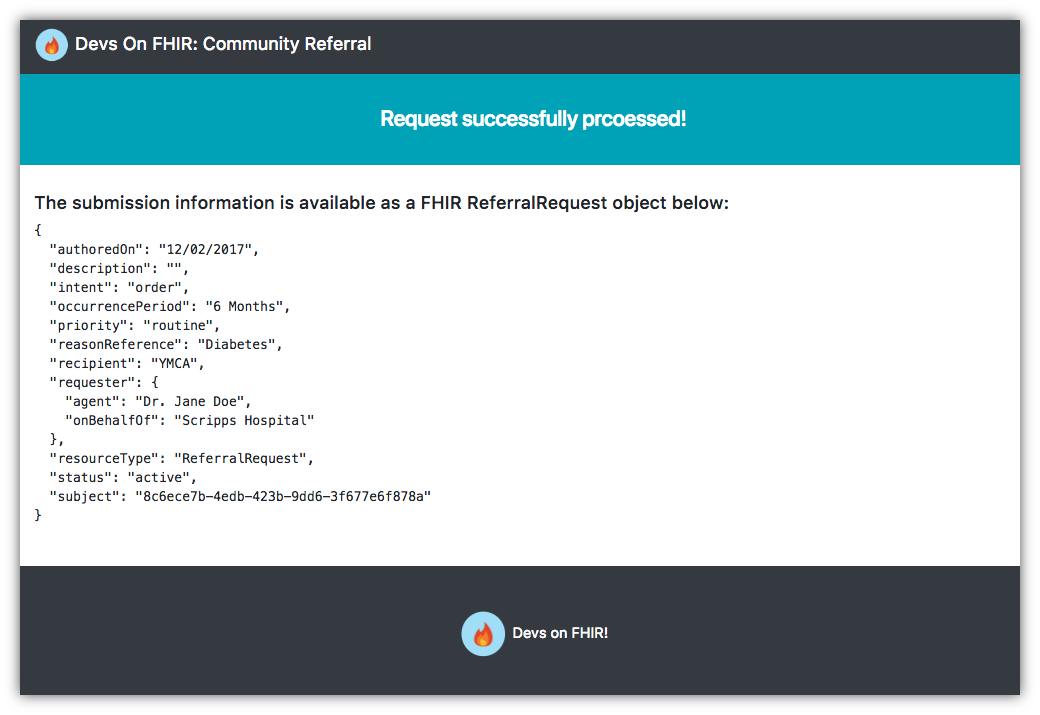 Devs On FHIR: Community Referral
Request successfully prcoessed!
The submission information is available as a FHIR ReferralRequest object below:
{
  "authoredOn": "12/02/2017",
  "description": "",
  "intent": "order",
  "occurrencePeriod": "6 Months",
  "priority": "routine",
  "reasonReference": "Diabetes",
  "recipient": "YMCA",
  "requester": {
    "agent": "Dr. Jane Doe",
    "onBehalfOf": "Scripps Hospital"
  },
  "resourceType": "ReferralRequest",
  "status": "active",
  "subject": "8c6ece7b-4edb-423b-9dd6-3f677e6f878a"
}
Devs on FHIR!